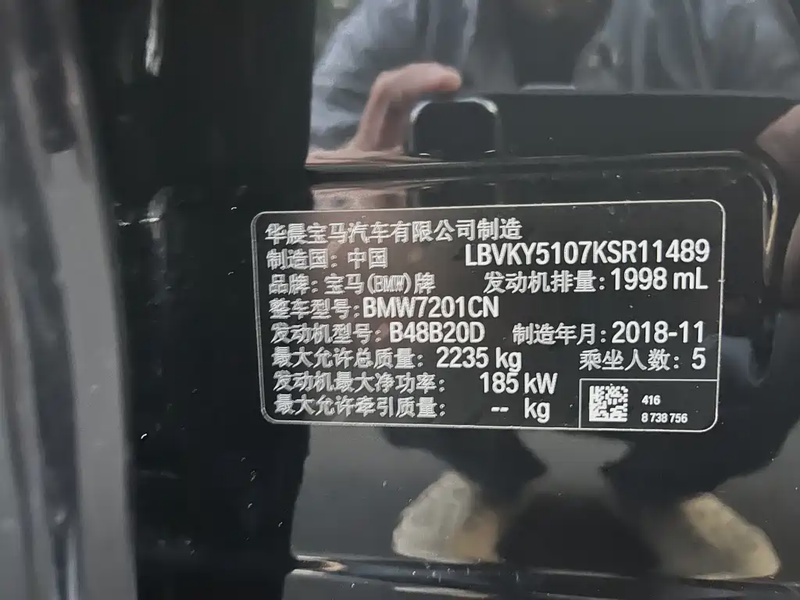 华晨宝马汽车有限公司制造
制造国：中国 LBVKY5107KSR11489
品牌：宝马(BMW)牌 发动机排量：1998 mL
整车型号：BMW7201CN
发动机型号：B48B20D 制造年月：2018-11
最大允许总质量：2235 kg 乘坐人数：5
发动机最大净功率：185 kW
最大允许牵引质量：-- kg
416
8 738 756